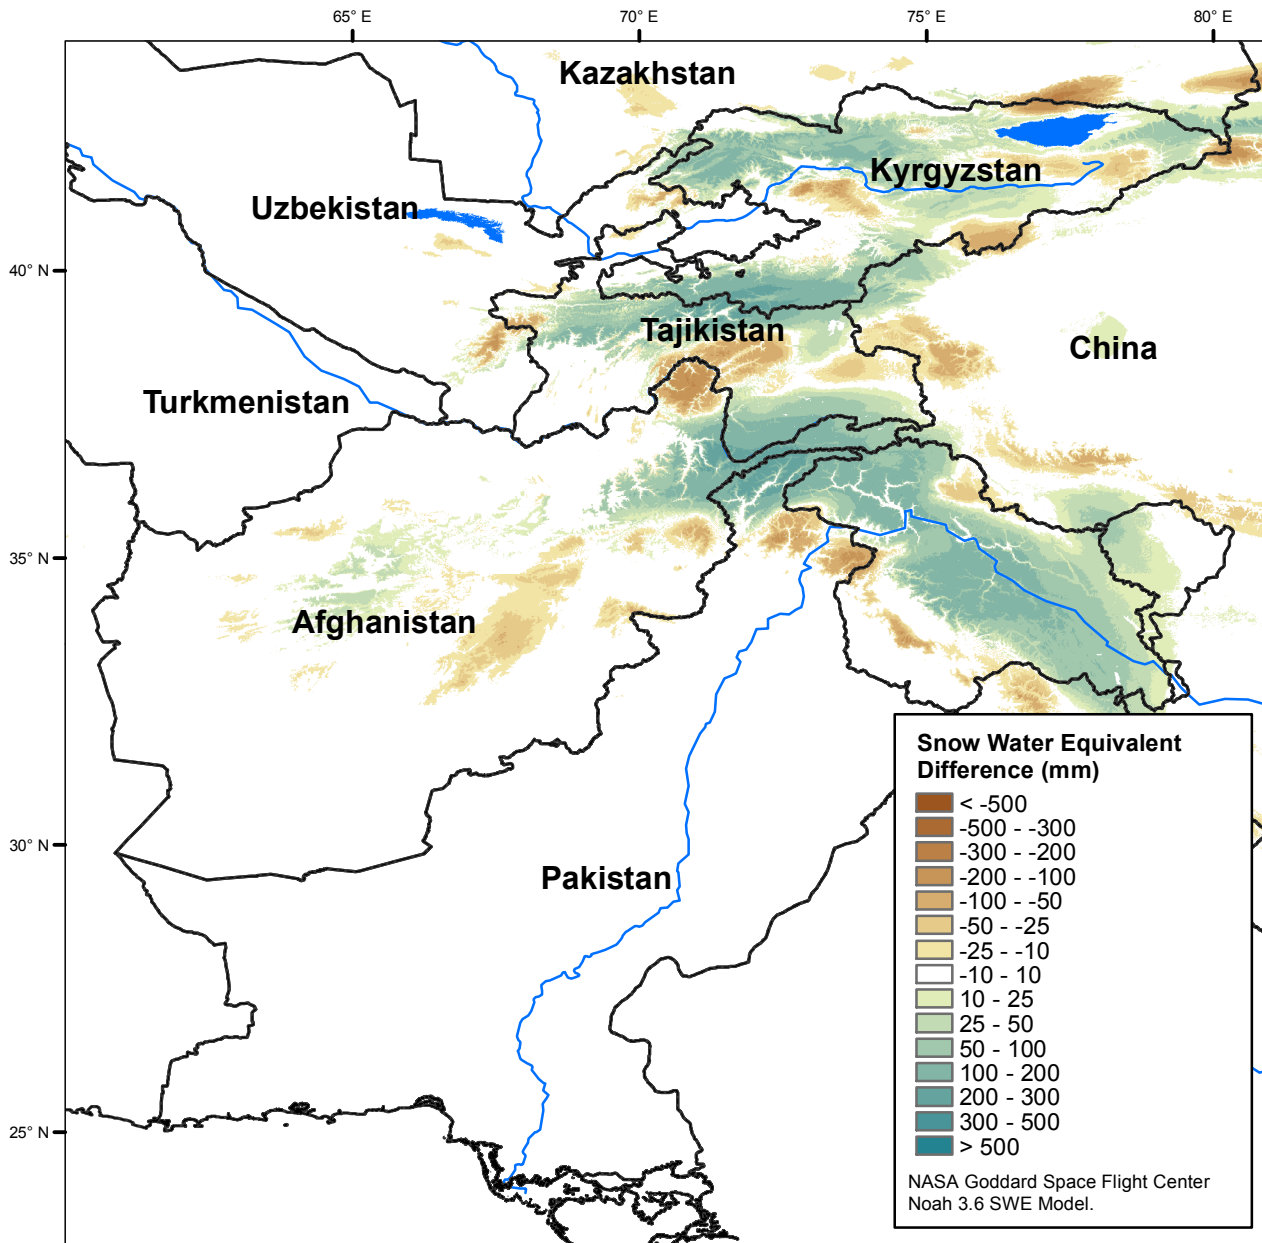 65° E
70° E
75° E
80° E
Kazakhstan
Kyrgyzstan
Uzbekistan
40° N
Tajikistan
China
Turkmenistan
35° N
Afghanistan
Snow Water Equivalent
Difference (mm)
< -500
-500 - -300
-300 - -200
-200 - -100
-100 - -50
-50 - -25
-25 - -10
-10 - 10
10 - 25
25 - 50
50 - 100
100 - 200
200 - 300
300 - 500
> 500
NASA Goddard Space Flight Center
Noah 3.6 SWE Model.
30° N
Pakistan
25° N